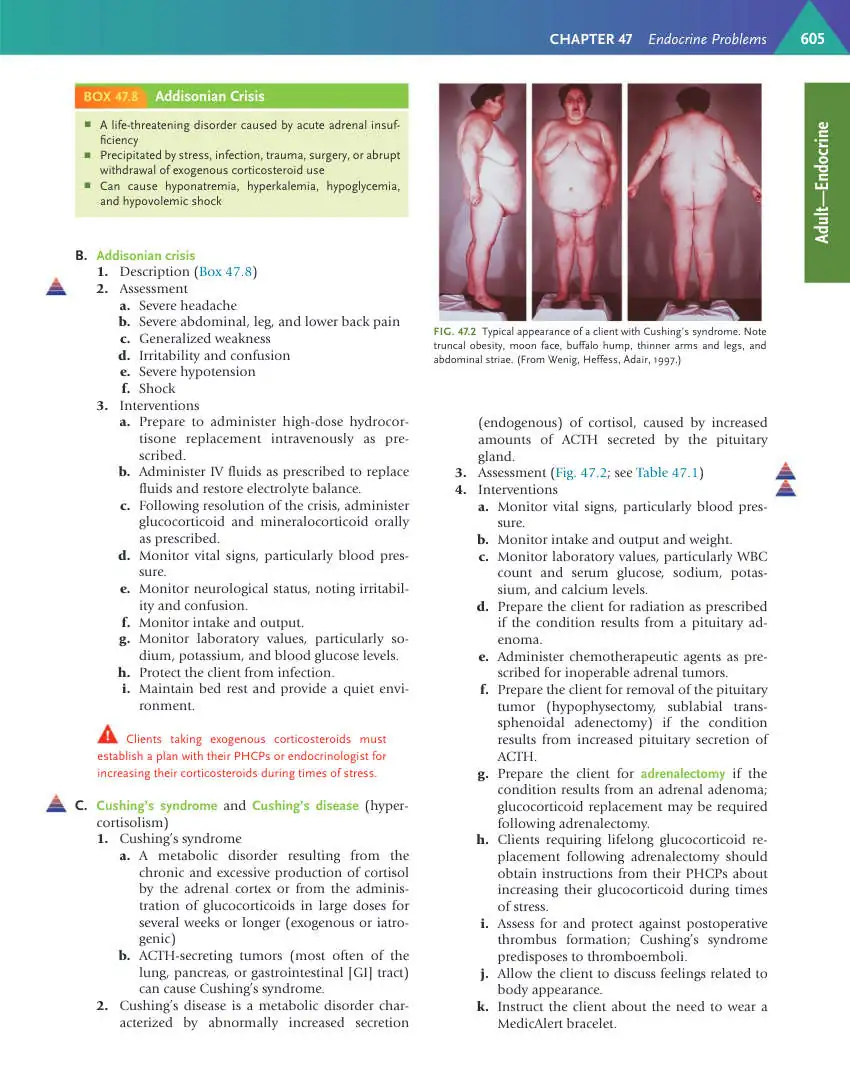 CHAPTER 47 Endocrine Problems 605
BOX 47.8 Addisonian Crisis
■ A life-threatening disorder caused by acute adrenal insuf-
ficiency
■ Precipitated by stress, infection, trauma, surgery, or abrupt
withdrawal of exogenous corticosteroid use
■ Can cause hyponatremia, hyperkalemia, hypoglycemia,
and hypovolemic shock
B. Addisonian crisis
1. Description (Box 47.8)
2. Assessment
a. Severe headache
b. Severe abdominal, leg, and lower back pain
c. Generalized weakness
d. Irritability and confusion
e. Severe hypotension
f. Shock
3. Interventions
a. Prepare to administer high-dose hydrocor-
tisone replacement intravenously as pre-
scribed.
b. Administer IV fluids as prescribed to replace
fluids and restore electrolyte balance.
c. Following resolution of the crisis, administer
glucocorticoid and mineralocorticoid orally
as prescribed.
d. Monitor vital signs, particularly blood pres-
sure.
e. Monitor neurological status, noting irritabil-
ity and confusion.
f. Monitor intake and output.
g. Monitor laboratory values, particularly so-
dium, potassium, and blood glucose levels.
h. Protect the client from infection.
i. Maintain bed rest and provide a quiet envi-
ronment.
Clients taking exogenous corticosteroids must
establish a plan with their PHCPs or endocrinologist for
increasing their corticosteroids during times of stress.
C. Cushing's syndrome and Cushing's disease (hyper-
cortisolism)
1. Cushing's syndrome
a. A metabolic disorder resulting from the
chronic and excessive production of cortisol
by the adrenal cortex or from the adminis-
tration of glucocorticoids in large doses for
several weeks or longer (exogenous or iatro-
genic)
b. ACTH-secreting tumors (most often of the
lung, pancreas, or gastrointestinal [GI] tract)
can cause Cushing's syndrome.
2. Cushing's disease is a metabolic disorder char-
acterized by abnormally increased secretion
FIG. 47.2 Typical appearance of a client with Cushing's syndrome. Note
truncal obesity, moon face, buffalo hump, thinner arms and legs, and
abdominal striae. (From Wenig, Heffess, Adair, 1997.)
(endogenous) of cortisol, caused by increased
amounts of ACTH secreted by the pituitary
gland.
3. Assessment (Fig. 47.2; see Table 47.1)
4. Interventions
a. Monitor vital signs, particularly blood pres-
sure.
b. Monitor intake and output and weight.
c. Monitor laboratory values, particularly WBC
count and serum glucose, sodium, potas-
sium, and calcium levels.
d. Prepare the client for radiation as prescribed
if the condition results from a pituitary ad-
enoma.
e. Administer chemotherapeutic agents as pre-
scribed for inoperable adrenal tumors.
f. Prepare the client for removal of the pituitary
tumor (hypophysectomy, sublabial trans-
sphenoidal adenectomy) if the condition
results from increased pituitary secretion of
ACTH.
g. Prepare the client for adrenalectomy if the
condition results from an adrenal adenoma;
glucocorticoid replacement may be required
following adrenalectomy.
h. Clients requiring lifelong glucocorticoid re-
placement following adrenalectomy should
obtain instructions from their PHCPs about
increasing their glucocorticoid during times
of stress.
i. Assess for and protect against postoperative
thrombus formation; Cushing's syndrome
predisposes to thromboemboli.
j. Allow the client to discuss feelings related to
body appearance.
k. Instruct the client about the need to wear a
MedicAlert bracelet.
Adult—Endocrine